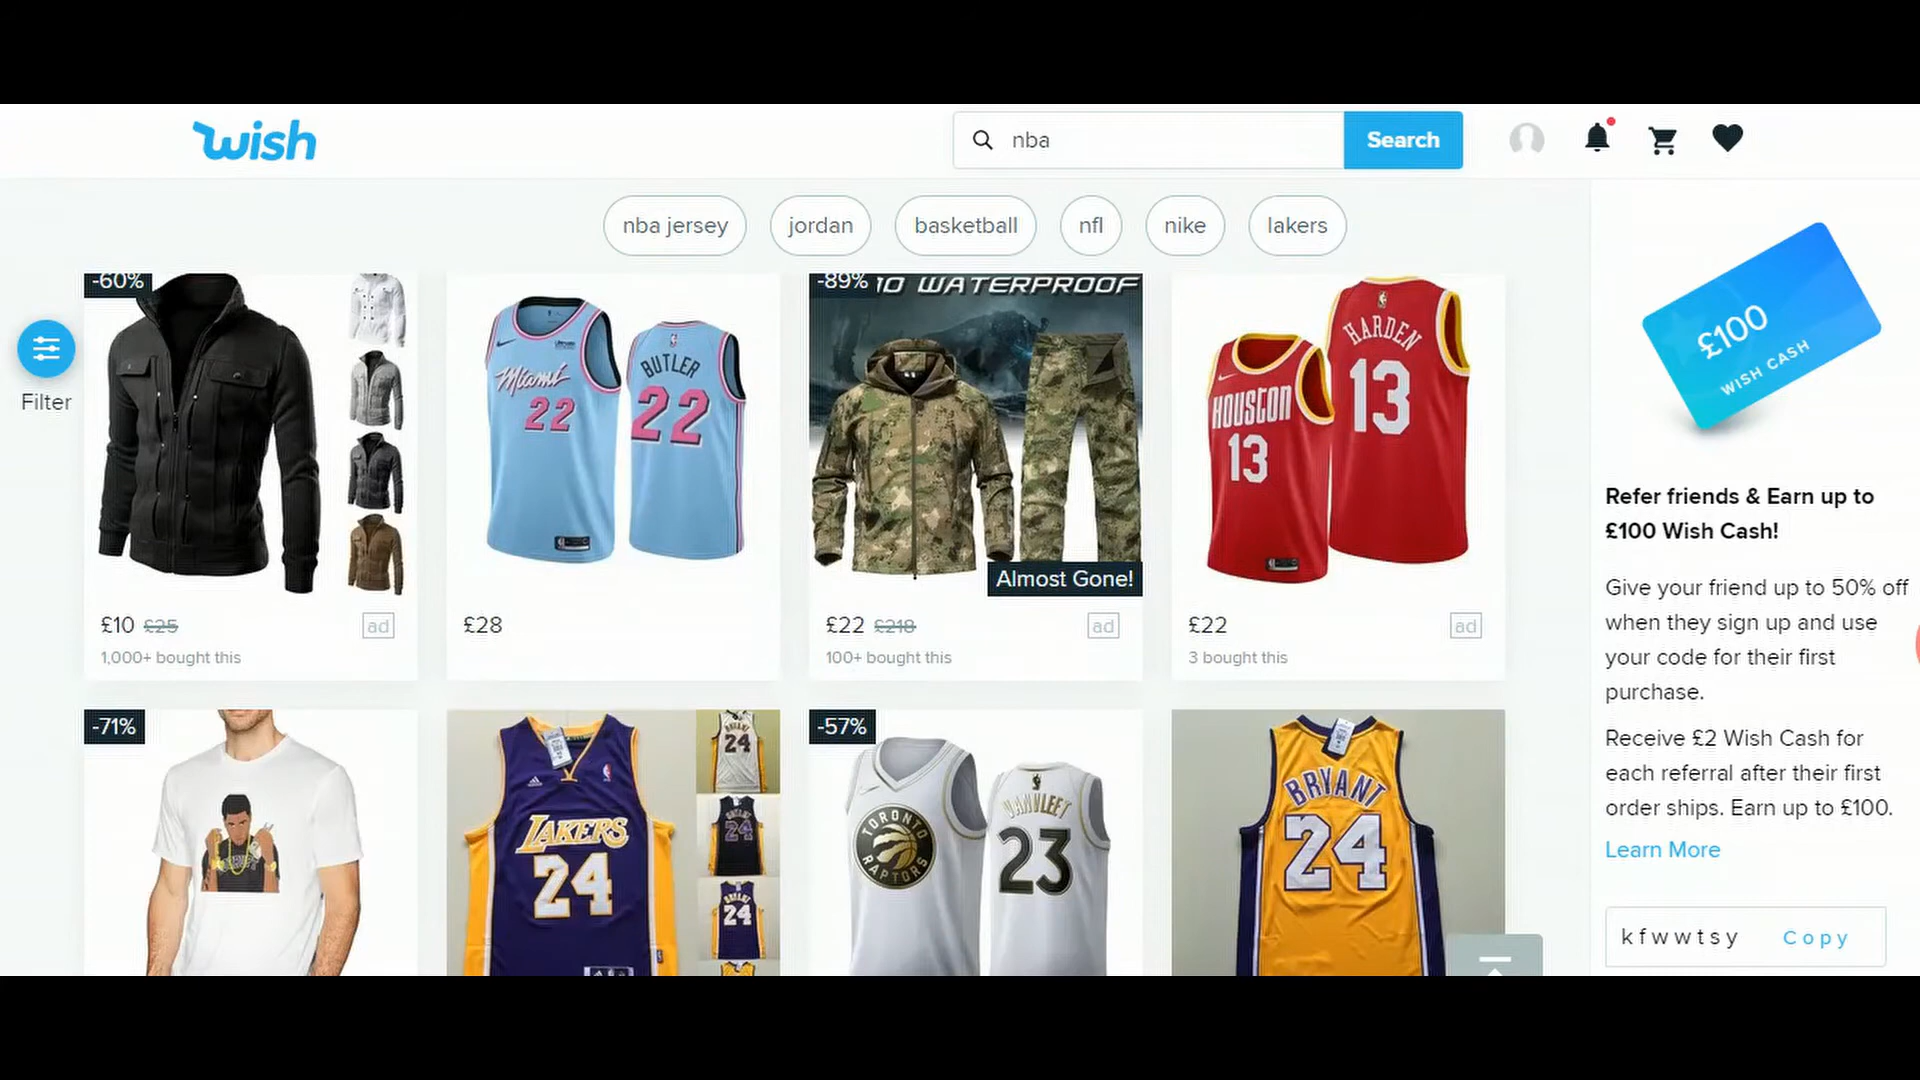 wish
nba
Search
nba jersey
jordan
basketball
nfl
nike
lakers
Filter
-60%
£10 £25
ad
1,000+ bought this
Miami
22
BUTLER
22
£28
-89%
10 WATERPROOF
Almost Gone!
£22 £218
ad
100+ bought this
HOUSTON
13
HARDEN
13
£22
ad
3 bought this
£100
WISH CASH
Refer friends & Earn up to
£100 Wish Cash!
Give your friend up to 50% off
when they sign up and use
your code for their first
purchase.
Receive £2 Wish Cash for
each referral after their first
order ships. Earn up to £100.
Learn More
kfwwtsy
Copy
-71%
LAKERS
24
BRYANT
24
24
24
-57%
TORONTO
RAPTORS
VANVLEET
23
BRYANT
24